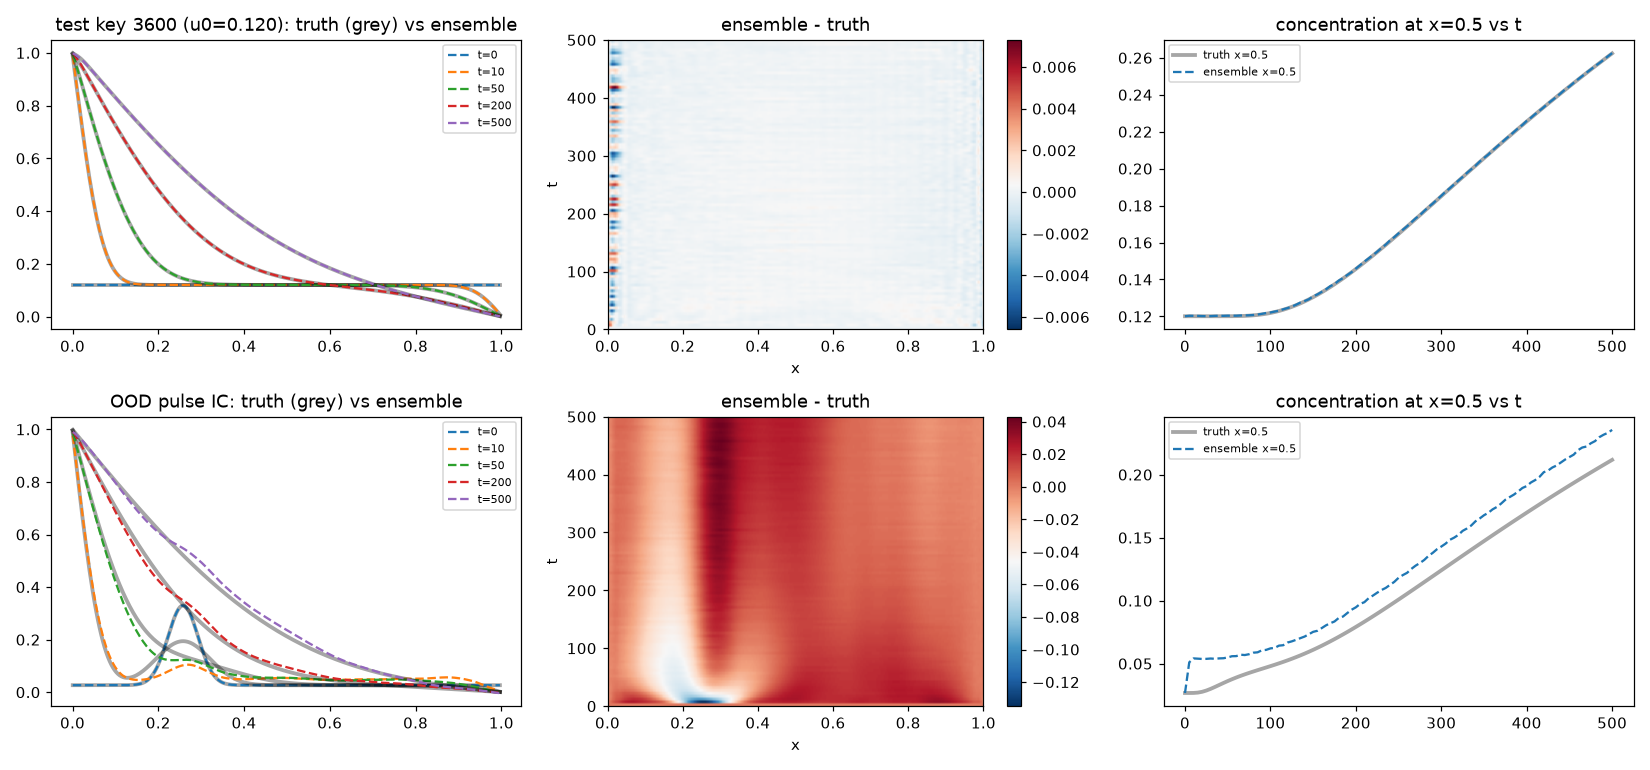 test key 3600 (u0=0.120): truth (grey) vs ensemble
1.0
0.8
0.6
0.4
0.2
0.0
0.0 0.2 0.4 0.6 0.8 1.0
t=0
t=10
t=50
t=200
t=500
ensemble - truth
500
400
300
200
100
0
t
0.0 0.2 0.4 0.6 0.8 1.0
x
0.006
0.004
0.002
0.000
−0.002
−0.004
−0.006
concentration at x=0.5 vs t
truth x=0.5
ensemble x=0.5
0.26
0.24
0.22
0.20
0.18
0.16
0.14
0.12
0 100 200 300 400 500
OOD pulse IC: truth (grey) vs ensemble
1.0
0.8
0.6
0.4
0.2
0.0
0.0 0.2 0.4 0.6 0.8 1.0
t=0
t=10
t=50
t=200
t=500
ensemble - truth
500
400
300
200
100
0
t
0.0 0.2 0.4 0.6 0.8 1.0
x
0.04
0.02
0.00
−0.02
−0.04
−0.06
−0.08
−0.10
−0.12
concentration at x=0.5 vs t
truth x=0.5
ensemble x=0.5
0.20
0.15
0.10
0.05
0 100 200 300 400 500